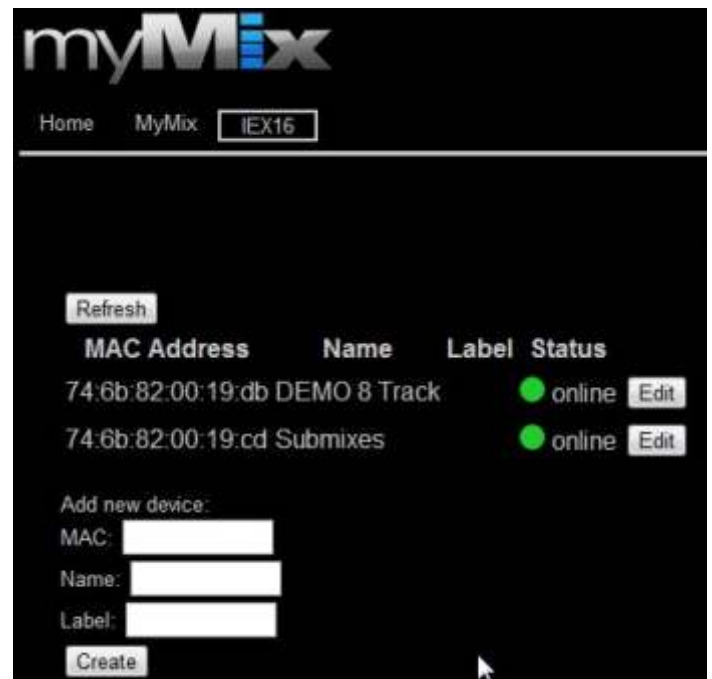 myMix
Home MyMix IEX16
Refresh
MAC Address Name Label Status
74:6b:82:00:19:db DEMO 8 Track online Edit
74:6b:82:00:19:cd Submixes online Edit
Add new device:
MAC:
Name:
Label:
Create